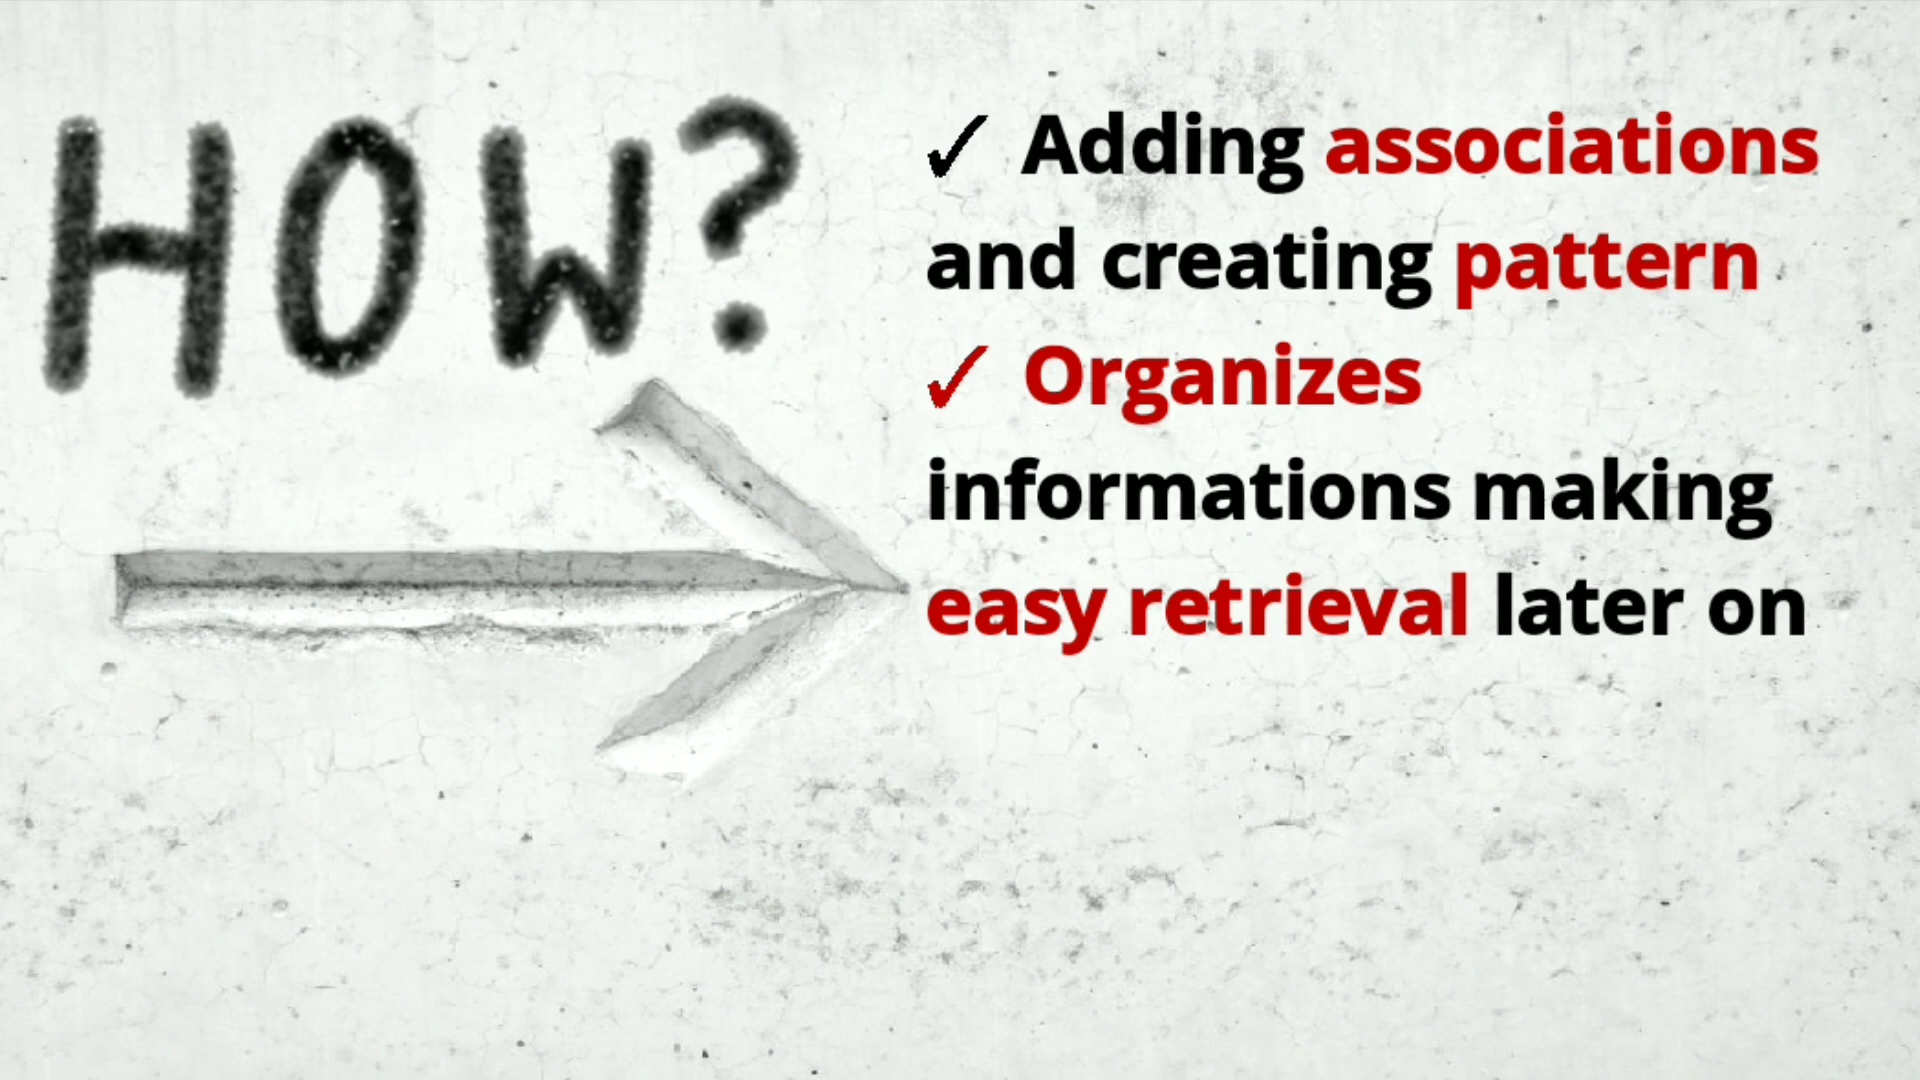 HOW?
✓ Adding associations
and creating pattern
✓ Organizes
informations making
easy retrieval later on